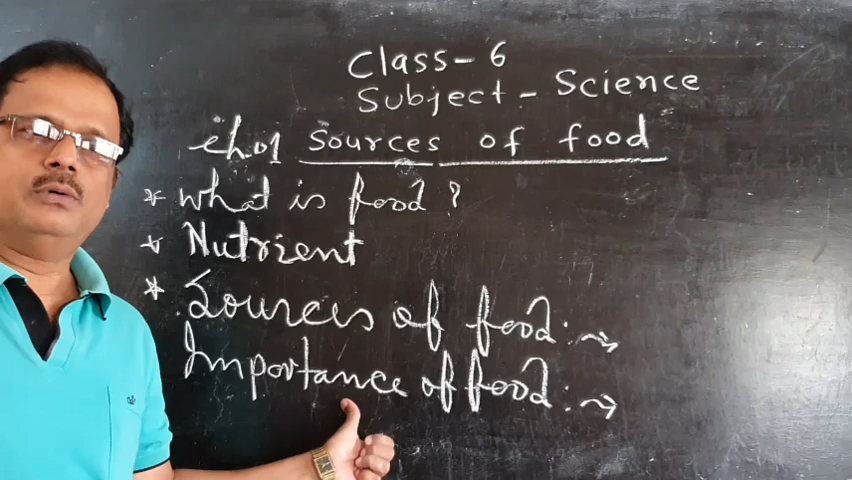 Class-6
Subject - Science
ch01 Sources of food
* What is food?
* Nutrient
* Sources of food:→
Importance of food:→